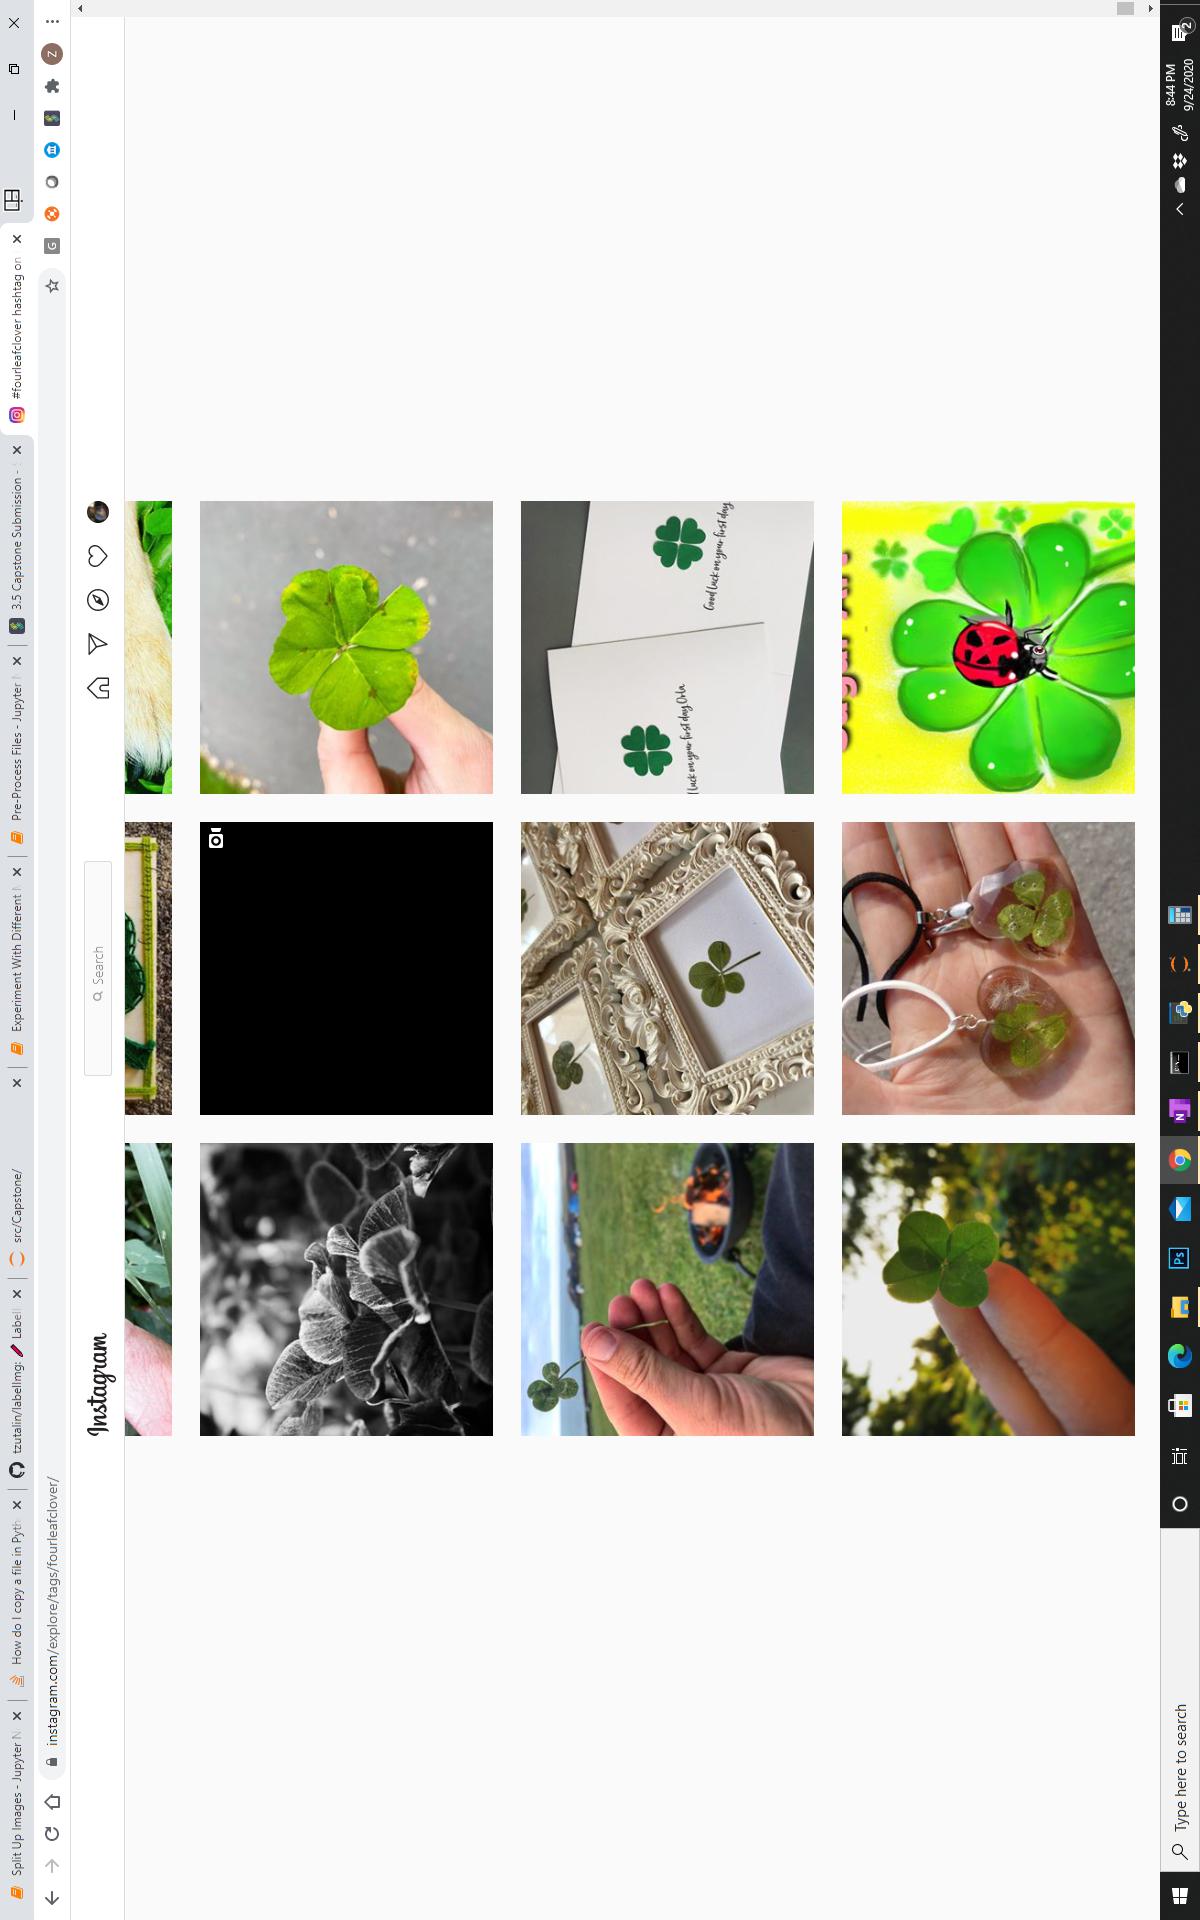 Split Up Images - Jupyter N
How do I copy a file in Pyth
tzutalin/labelImg: Labell
src/Capstone/
Experiment With Different
Pre-Process Files - Jupyter
3.5 Capstone Submission -
#fourleafclover hashtag on
instagram.com/explore/tags/fourleafclover/
G
Z
Instagram
Search
luck on your first day Orla
Good luck on your first day
Type here to search
Ps
N
8:44 PM
9/24/2020
2